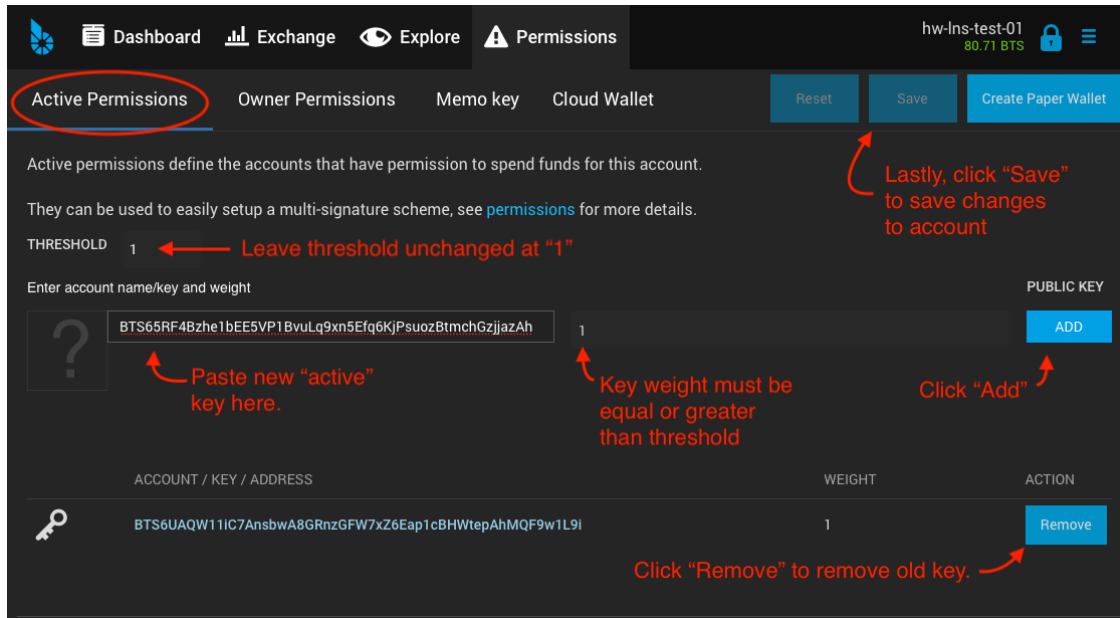 Dashboard Exchange Explore Permissions hw-lns-test-01
80.71 BTS
Active Permissions Owner Permissions Memo key Cloud Wallet Reset Save Create Paper Wallet
Active permissions define the accounts that have permission to spend funds for this account.
Lastly, click “Save”
to save changes
to account
They can be used to easily setup a multi-signature scheme, see permissions for more details.
THRESHOLD 1 Leave threshold unchanged at “1”
Enter account name/key and weight PUBLIC KEY
? BTS65RF4Bzhe1bEE5VP1BvuLq9xn5Efq6KjPsuozBtmchGzjjazAh 1 ADD
Paste new “active”
key here.
Key weight must be
equal or greater
than threshold
Click “Add”
ACCOUNT / KEY / ADDRESS WEIGHT ACTION
BTS6UAQW11iC7AnsbwA8GRnzGFW7xZ6Eap1cBHWtepAhMQF9w1L9i 1 Remove
Click “Remove” to remove old key.